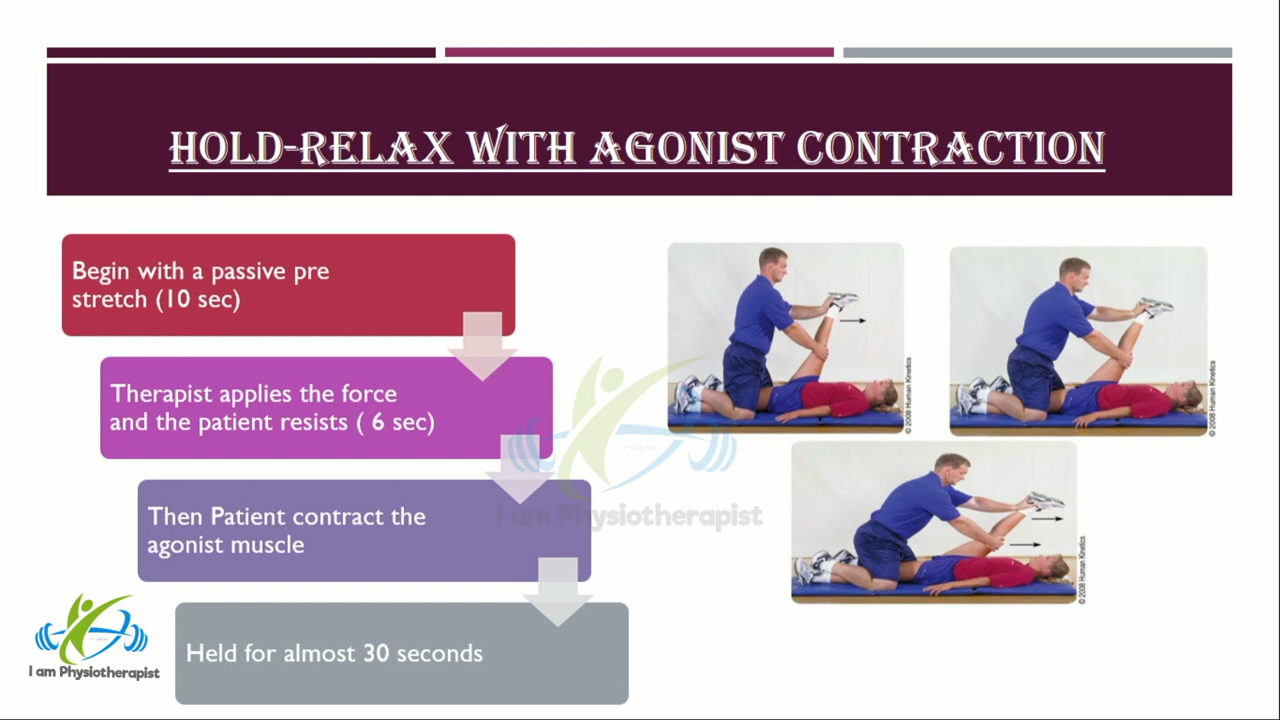 HOLD-RELAX WITH AGONIST CONTRACTION
Begin with a passive pre
stretch (10 sec)
Therapist applies the force
and the patient resists ( 6 sec)
Then Patient contract the
agonist muscle
Held for almost 30 seconds
© 2008 Human Kinetics
© 2008 Human Kinetics
© 2008 Human Kinetics
I am Physiotherapist
I am Physiotherapist